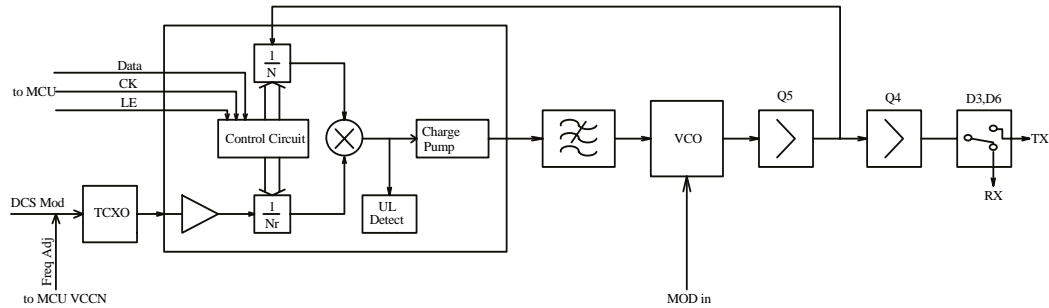 Data
to MCU
CK
LE
1
N
Control Circuit
Charge
Pump
UL
Detect
1
Nr
DCS Mod
TCXO
Freq Adj
to MCU VCCN
VCO
MOD in
Q5
Q4
D3,D6
TX
RX